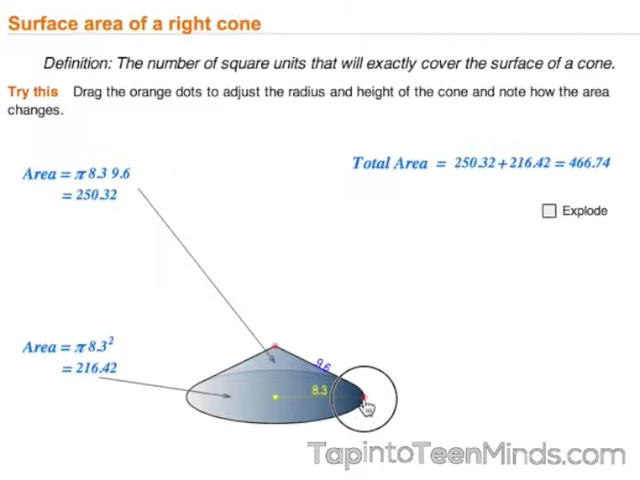 Surface area of a right cone
Definition: The number of square units that will exactly cover the surface of a cone.
Try this Drag the orange dots to adjust the radius and height of the cone and note how the area
changes.
Area = π 8.3 9.6
= 250.32
Total Area = 250.32 + 216.42 = 466.74
Explode
Area = π 8.3²
= 216.42
9.6
8.3
TapintoTeenMinds.com